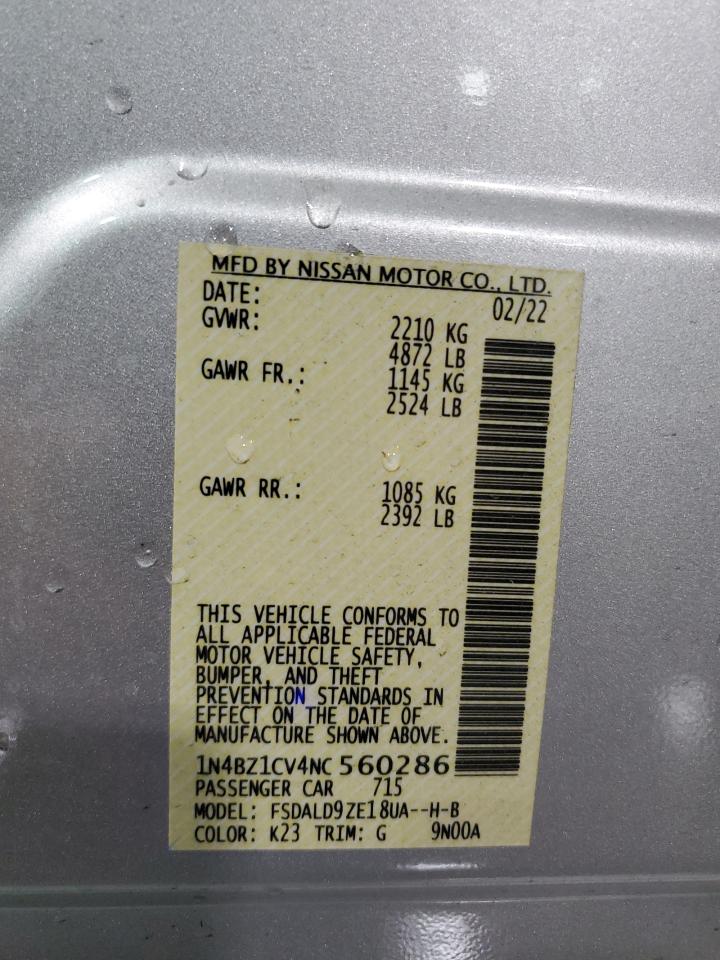 MFD BY NISSAN MOTOR CO., LTD.
DATE: 02/22
GVWR: 2210 KG
4872 LB
GAWR FR.: 1145 KG
2524 LB
GAWR RR.: 1085 KG
2392 LB
THIS VEHICLE CONFORMS TO
ALL APPLICABLE FEDERAL
MOTOR VEHICLE SAFETY,
BUMPER, AND THEFT
PREVENTION STANDARDS IN
EFFECT ON THE DATE OF
MANUFACTURE SHOWN ABOVE.
1N4BZ1CV4NC 560286
PASSENGER CAR 715
MODEL: FSDALD9ZE18UA--H-B
COLOR: K23 TRIM: G 9N00A